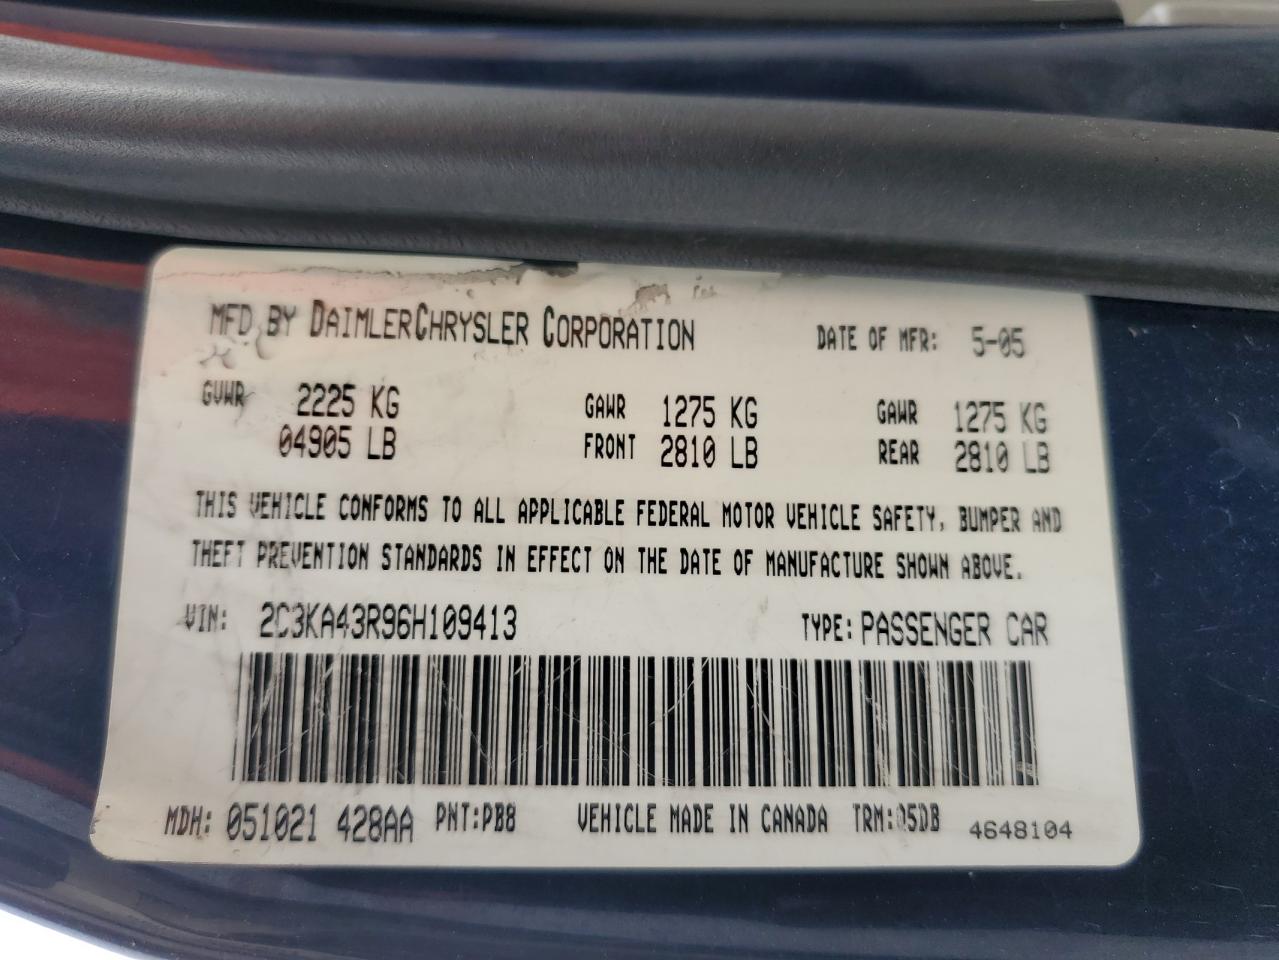 MFD BY DAIMLERCHRYSLER CORPORATION DATE OF MFR: 5-05
GVWR 2225 KG GAWR 1275 KG GAWR 1275 KG
04905 LB FRONT 2810 LB REAR 2810 LB
THIS VEHICLE CONFORMS TO ALL APPLICABLE FEDERAL MOTOR VEHICLE SAFETY, BUMPER AND
THEFT PREVENTION STANDARDS IN EFFECT ON THE DATE OF MANUFACTURE SHOWN ABOVE.
VIN: 2C3KA43R96H109413 TYPE: PASSENGER CAR
MDH: 051021 428AA PNT:PB8 VEHICLE MADE IN CANADA TRM:05DB 4648104